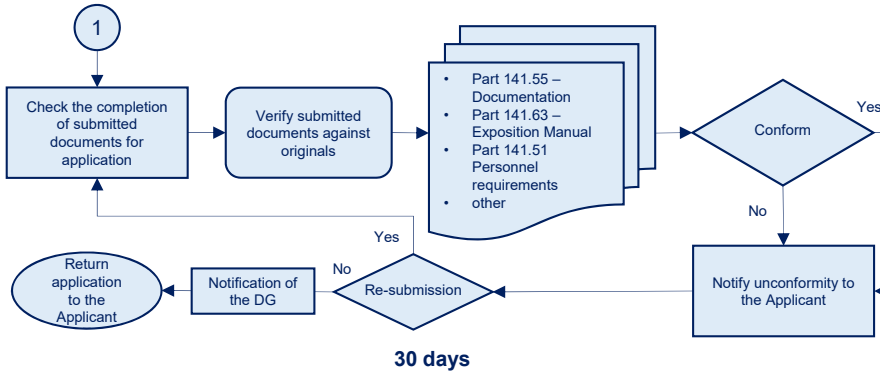 1
Check the completion
of submitted
documents for
application
Verify submitted
documents against
originals
• Part 141.55 –
Documentation
• Part 141.63 –
Exposition Manual
• Part 141.51
Personnel
requirements
• other
Conform
Yes
No
Notify unconformity to
the Applicant
Re-submission
Yes
No
Notification of
the DG
Return
application
to the
Applicant
30 days